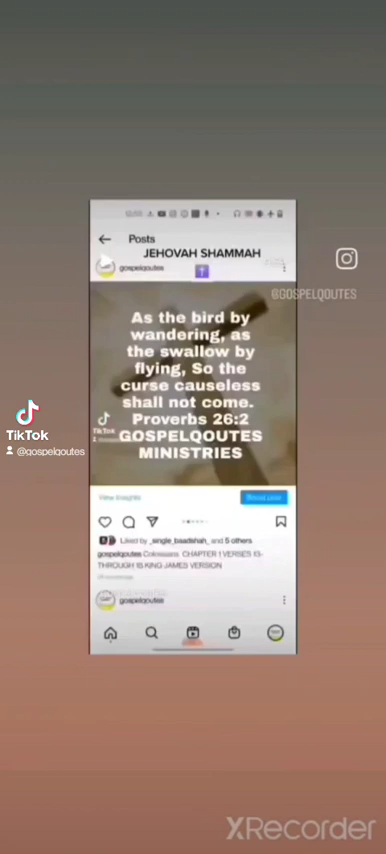 Posts
JEHOVAH SHAMMAH
gospelqoutes
@GOSPELQOUTES
As the bird by
wandering, as
the swallow by
flying, So the
curse causeless
shall not come.
Proverbs 26:2
GOSPELQOUTES
MINISTRIES
TikTok
TikTok
@gospelqoutes
View insights
Boost post
Liked by _single_baadshah_ and 5 others
gospelqoutes Colossians CHAPTER 1 VERSES 13-
THROUGH 18 KING JAMES VERSION
gospelqoutes
XRecorder